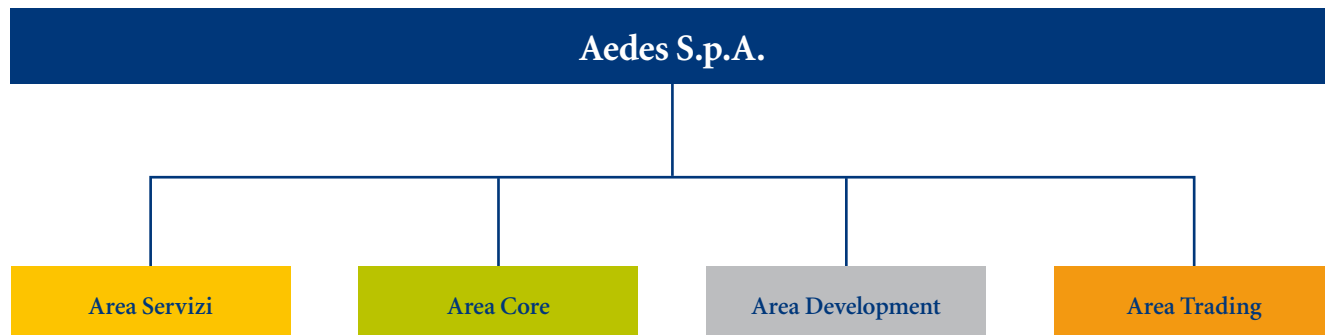 Aedes S.p.A.
Area Servizi
Area Core
Area Development
Area Trading